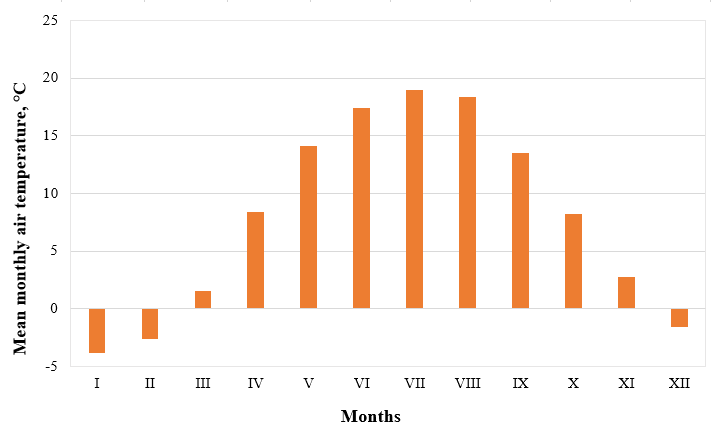 Mean monthly air temperature, °C
25
20
15
10
5
0
-5
I II III IV V VI VII VIII IX X XI XII
Months